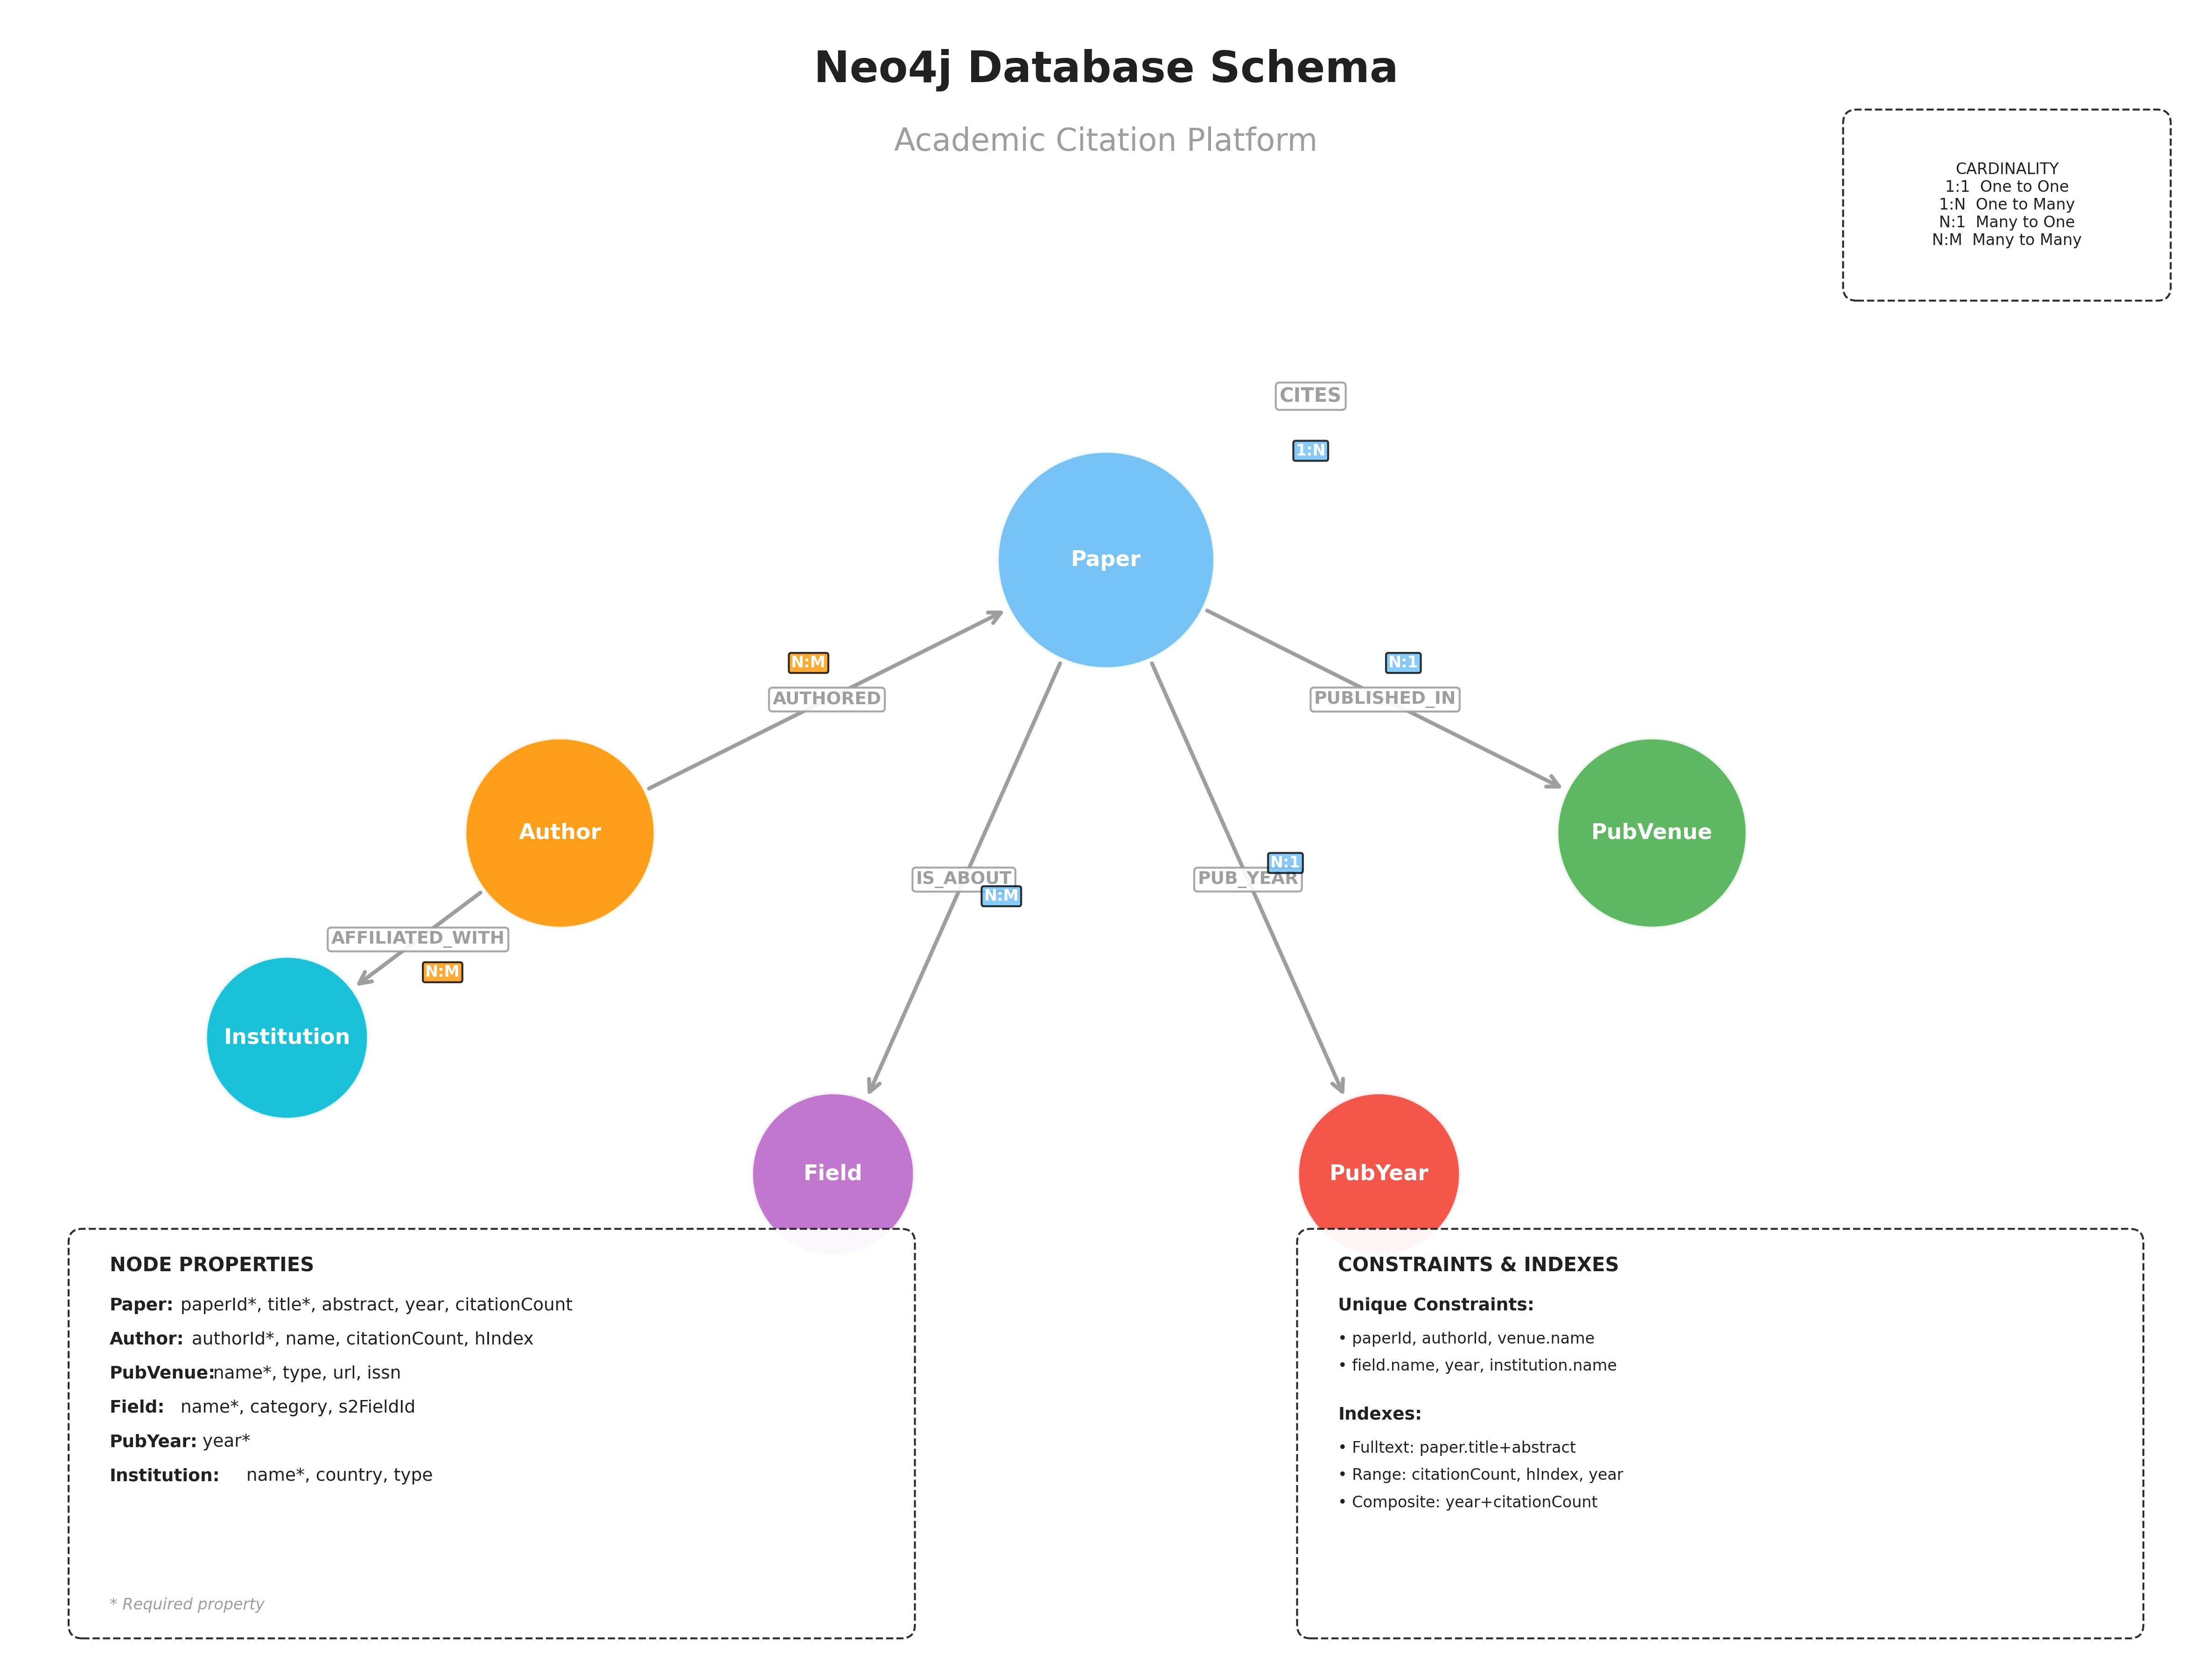 Neo4j Database Schema
Academic Citation Platform
CARDINALITY
1:1  One to One
1:N  One to Many
N:1  Many to One
N:M  Many to Many
CITES
1:N
Paper
N:M
AUTHORED
N:1
PUBLISHED_IN
Author
PubVenue
IS_ABOUT
N:M
PUB_YEAR
N:1
AFFILIATED_WITH
N:M
Institution
Field
PubYear
NODE PROPERTIES
Paper: paperId*, title*, abstract, year, citationCount
Author: authorId*, name, citationCount, hIndex
PubVenue: name*, type, url, issn
Field: name*, category, s2FieldId
PubYear: year*
Institution: name*, country, type
* Required property
CONSTRAINTS & INDEXES
Unique Constraints:
• paperId, authorId, venue.name
• field.name, year, institution.name
Indexes:
• Fulltext: paper.title+abstract
• Range: citationCount, hIndex, year
• Composite: year+citationCount